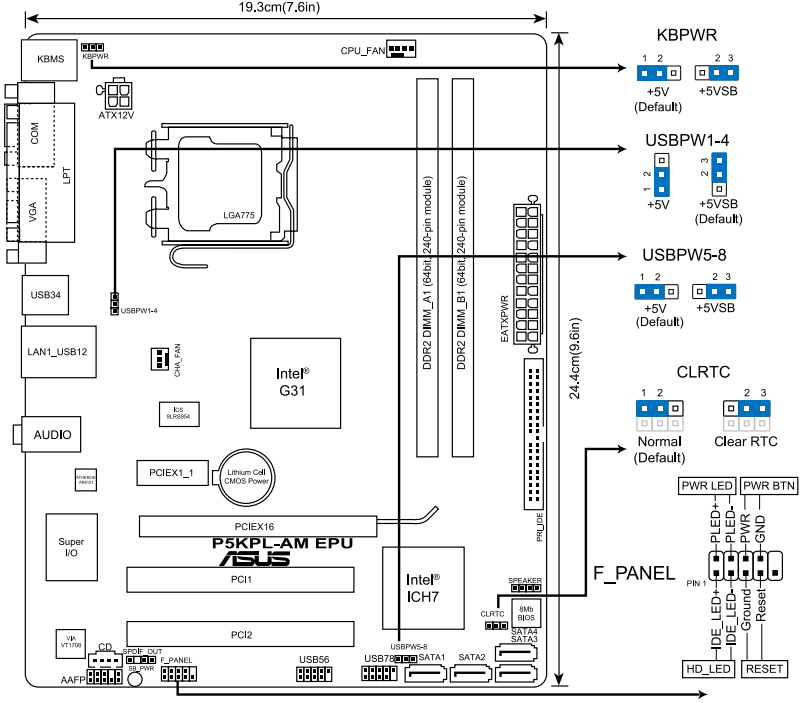 19.3cm(7.6in)
KBMS
KBPWR
CPU_FAN
ATX12V
COM
LPT
VGA
LGA775
DDR2 DIMM_A1 (64bit, 240-pin module)
DDR2 DIMM_B1 (64bit, 240-pin module)
EATXPWR
24.4cm(9.6in)
USB34
USBPW1-4
LAN1_USB12
CHA_FAN
Intel®
G31
ICS
9LRS954
AUDIO
PCIEX1_1
Lithium Cell
CMOS Power
ATHEROS
AR8121
PRI_IDE
PCIEX16
Super
I/O
P5KPL-AM EPU
ASUS
PCI1
Intel®
ICH7
SPEAKER
8Mb
BIOS
CLRTC
PCI2
VIA
VT1708
SATA4
SATA3
CD
SPDIF_OUT
SB_PWR
F_PANEL
AAFP
USB56
USB78
USBPW5-8
SATA1
SATA2
KBPWR
1 2
2 3
+5V
(Default)
+5VSB
USBPW1-4
2
1
3
2
+5V
+5VSB
(Default)
USBPW5-8
1 2
2 3
+5V
(Default)
+5VSB
CLRTC
1 2
2 3
Normal
(Default)
Clear RTC
F_PANEL
PWR LED
PWR BTN
PLED+
PLED-
PWR
GND
PIN 1
IDE_LED+
IDE_LED-
Ground
Reset
HD_LED
RESET